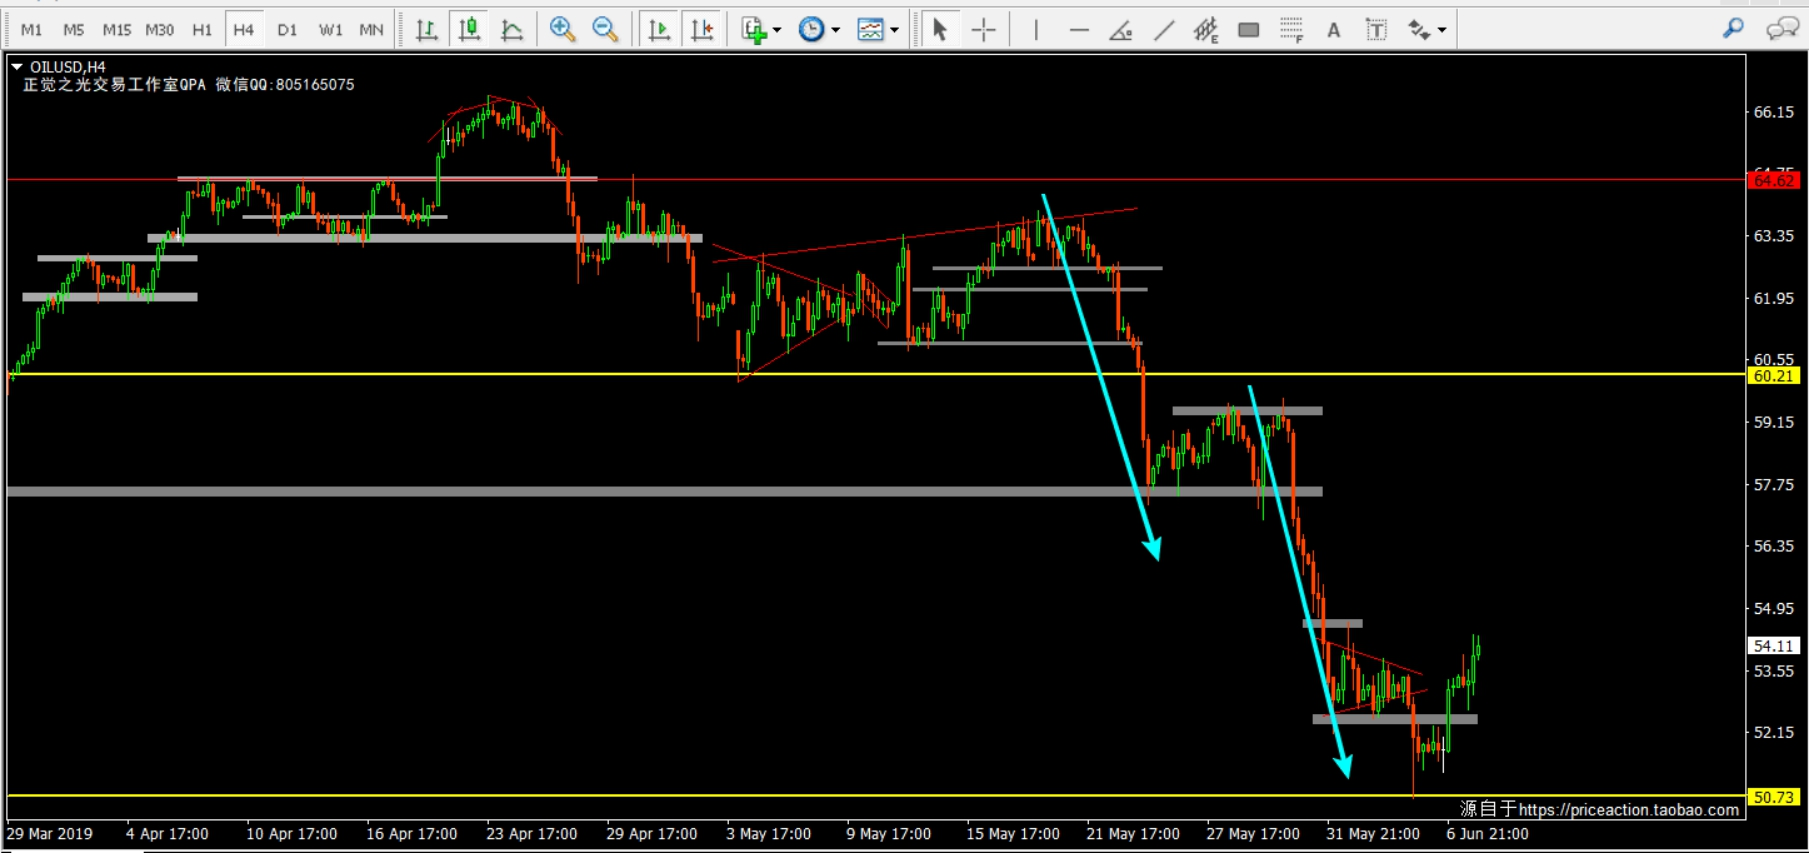 M1 M5 M15 M30 H1 H4 D1 W1 MN
E F A T
OILUSD,H4
正觉之光交易工作室QPA 微信QQ:805165075
66.15
64.62
63.35
61.95
60.55
60.21
59.15
57.75
56.35
54.95
54.11
53.55
52.15
50.73
源自于https://priceaction.taobao.com
29 Mar 2019 4 Apr 17:00 10 Apr 17:00 16 Apr 17:00 23 Apr 17:00 29 Apr 17:00 3 May 17:00 9 May 17:00 15 May 17:00 21 May 17:00 27 May 17:00 31 May 21:00 6 Jun 21:00